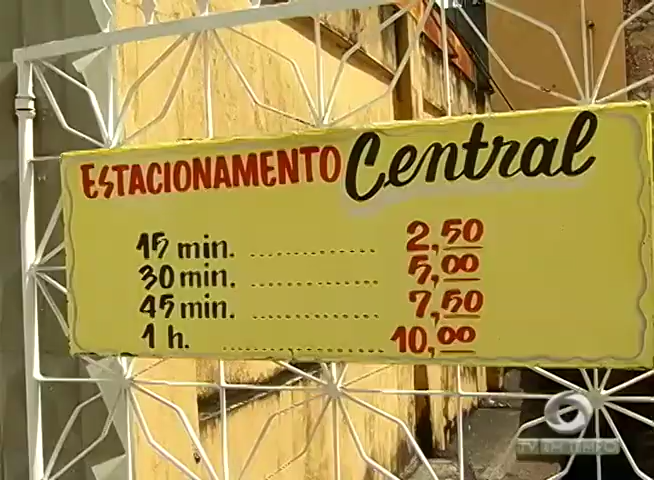 ESTACIONAMENTO Central
15 min. .............. 2,50
30 min. .............. 5,00
45 min. .............. 7,50
1 h. .................. 10,00